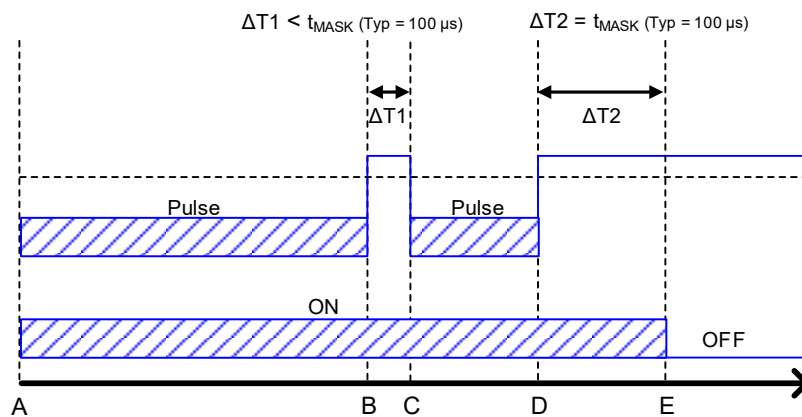 ΔT1 < tMASK (Typ = 100 µs)
ΔT2 = tMASK (Typ = 100 µs)
ΔT1
ΔT2
Pulse
Pulse
ON
OFF
A
B
C
D
E